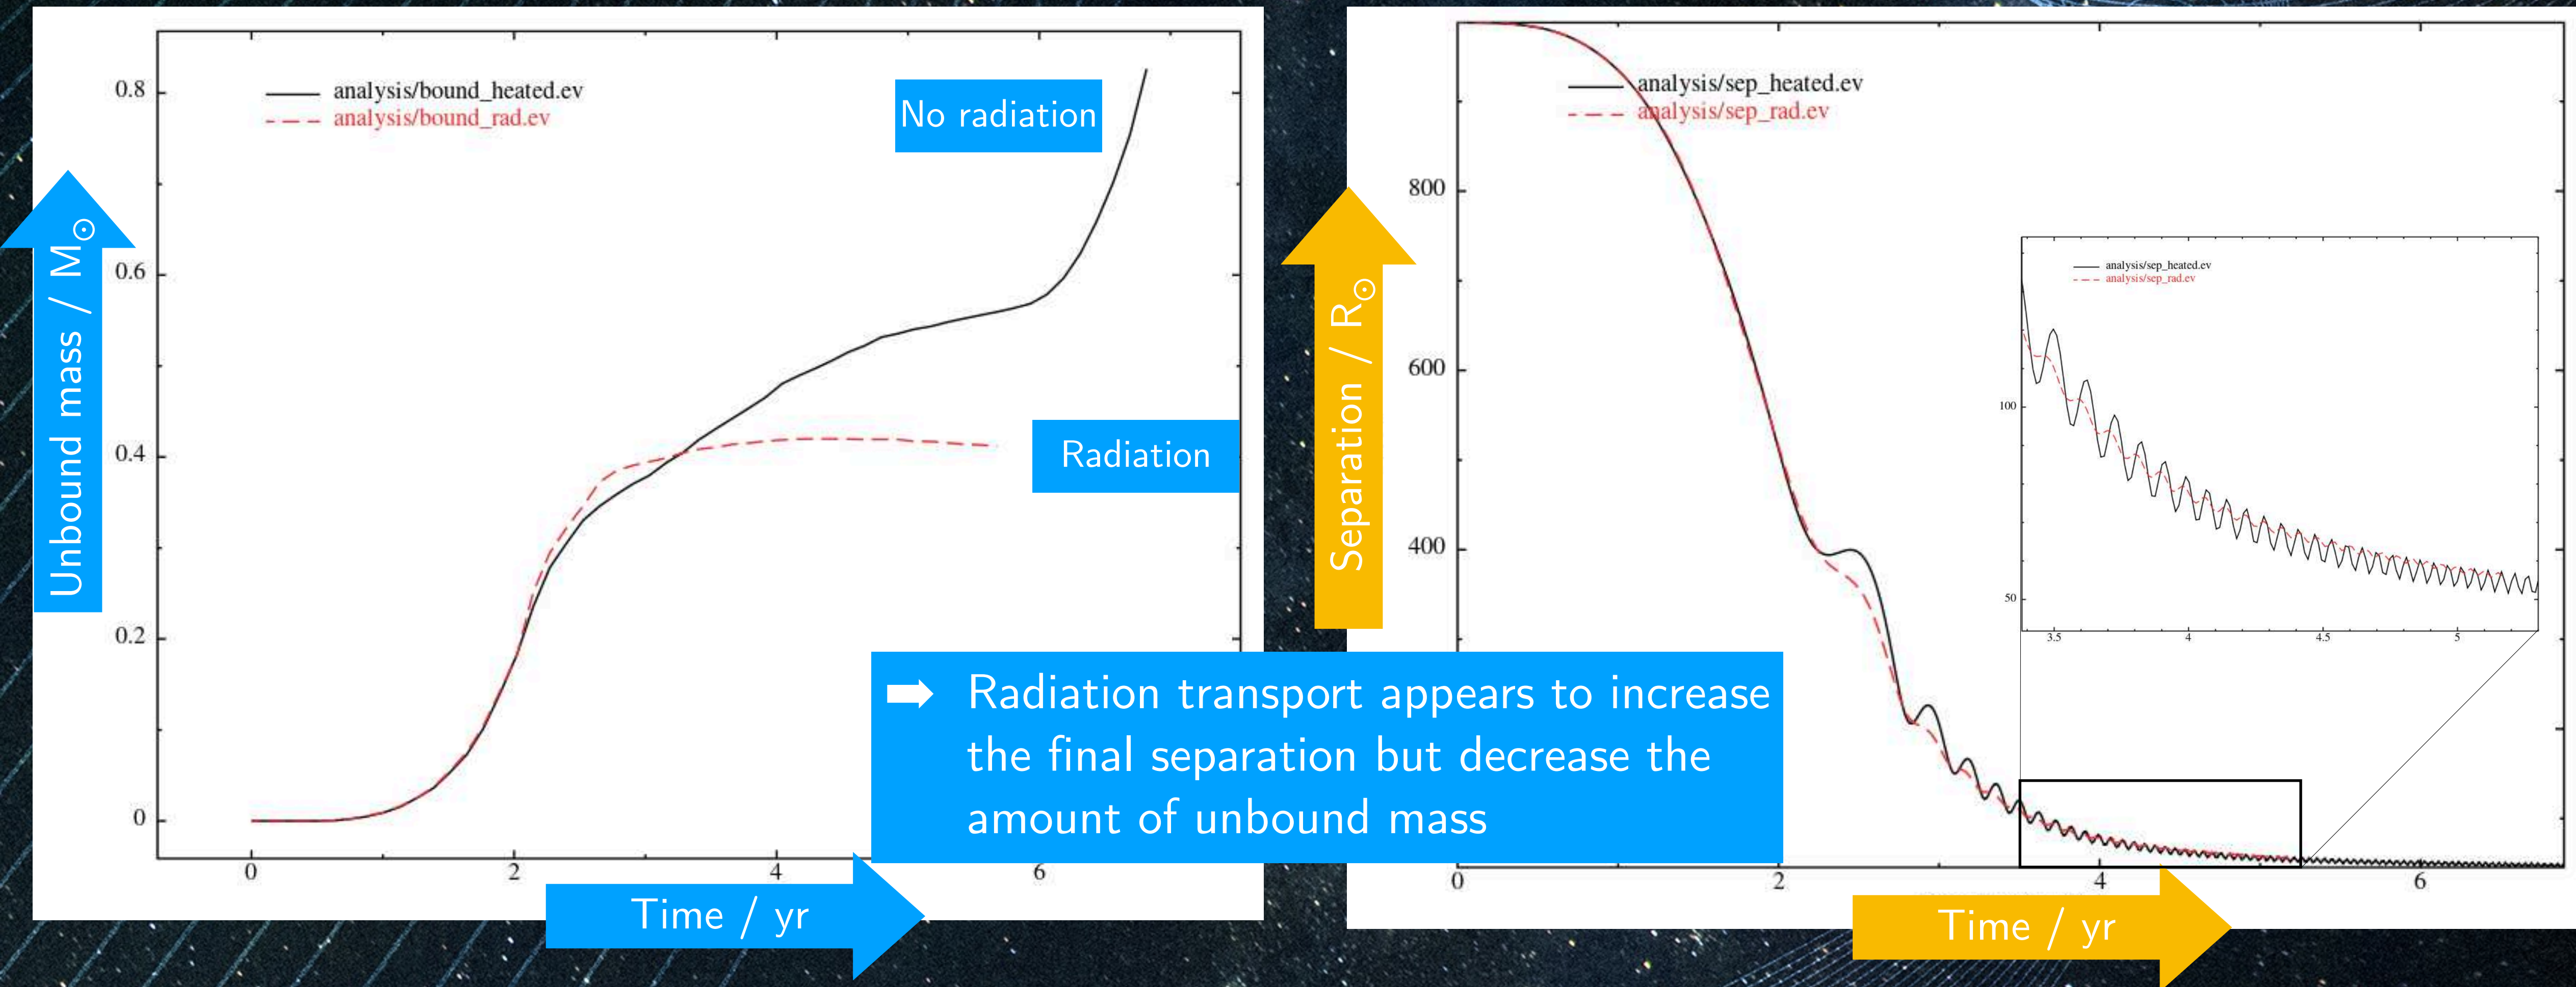 analysis/bound_heated.ev
analysis/bound_rad.ev
No radiation
Radiation
0.8
0.6
0.4
0.2
0
0
2
4
6
Unbound mass / M☉
Time / yr
analysis/sep_heated.ev
analysis/sep_rad.ev
800
600
400
0
2
4
6
Separation / R☉
Time / yr
analysis/sep_heated.ev
analysis/sep_rad.ev
100
50
3.5
4
4.5
5
➡ Radiation transport appears to increase
the final separation but decrease the
amount of unbound mass